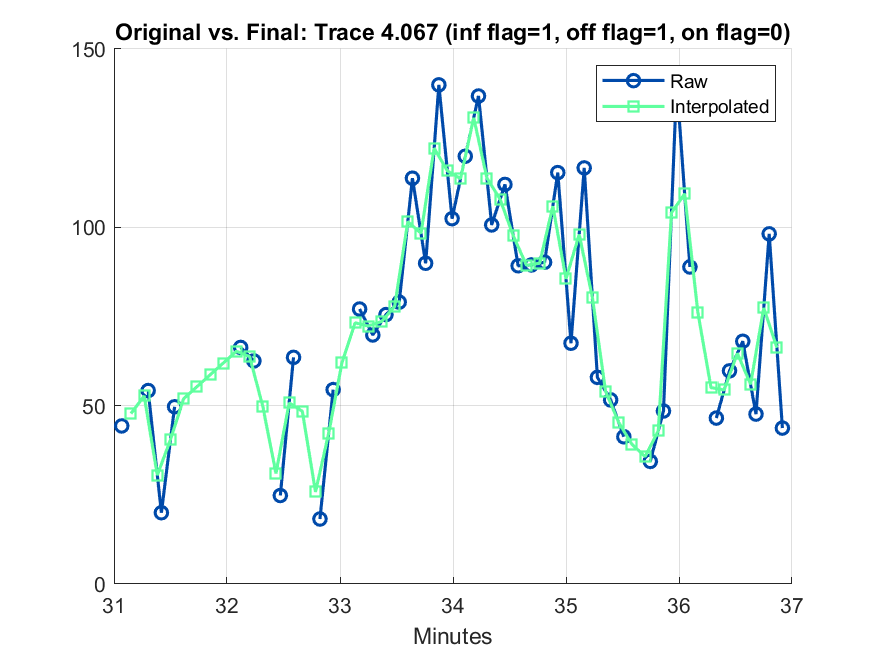 Original vs. Final: Trace 4.067 (inf flag=1, off flag=1, on flag=0)
150
Raw
Interpolated
100
50
0
31 32 33 34 35 36 37
Minutes